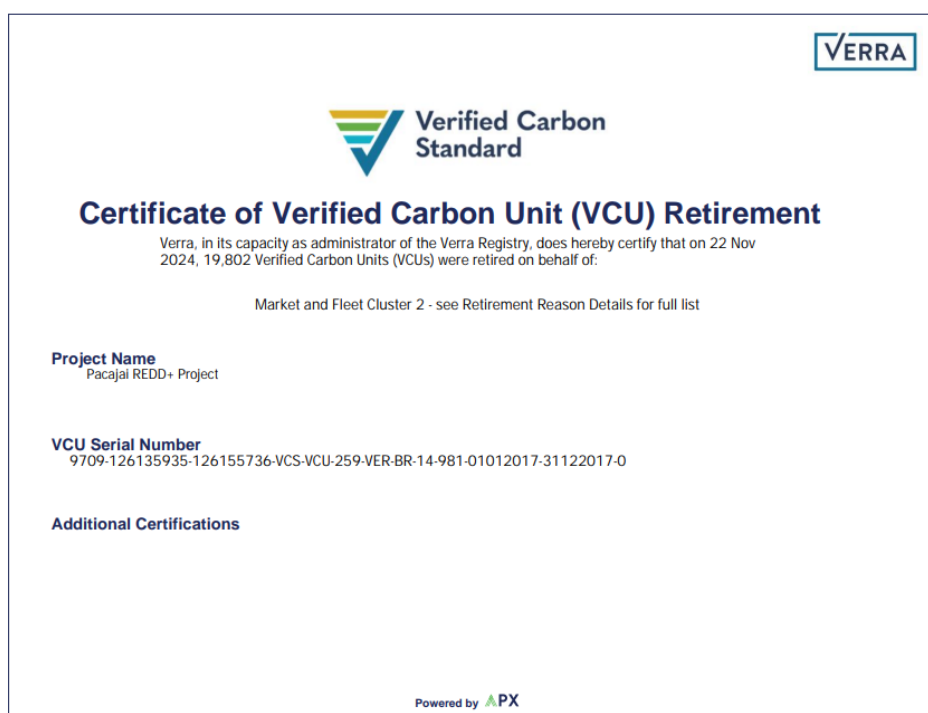 VERRA
Verified Carbon
Standard
Certificate of Verified Carbon Unit (VCU) Retirement
Verra, in its capacity as administrator of the Verra Registry, does hereby certify that on 22 Nov
2024, 19,802 Verified Carbon Units (VCUs) were retired on behalf of:
Market and Fleet Cluster 2 - see Retirement Reason Details for full list
Project Name
Pacajai REDD+ Project
VCU Serial Number
9709-126135935-126155736-VCS-VCU-259-VER-BR-14-981-01012017-31122017-0
Additional Certifications
Powered by APX